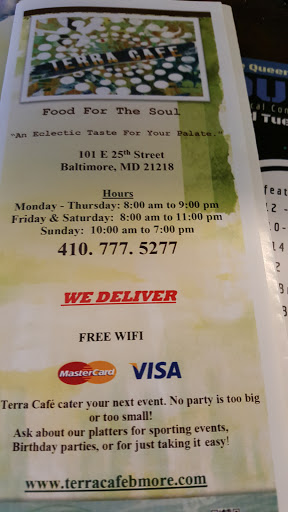 TERRA CAFE
Food For The Soul
"An Eclectic Taste For Your Palate."
101 E 25th Street
Baltimore, MD 21218
Hours
Monday - Thursday: 8:00 am to 9:00 pm
Friday & Saturday: 8:00 am to 11:00 pm
Sunday: 10:00 am to 7:00 pm
410. 777. 5277
WE DELIVER
FREE WIFI
MasterCard VISA
Terra Café cater your next event. No party is too big
or too small!
Ask about our platters for sporting events,
Birthday parties, or for just taking it easy!
www.terracafebmore.com
Queen